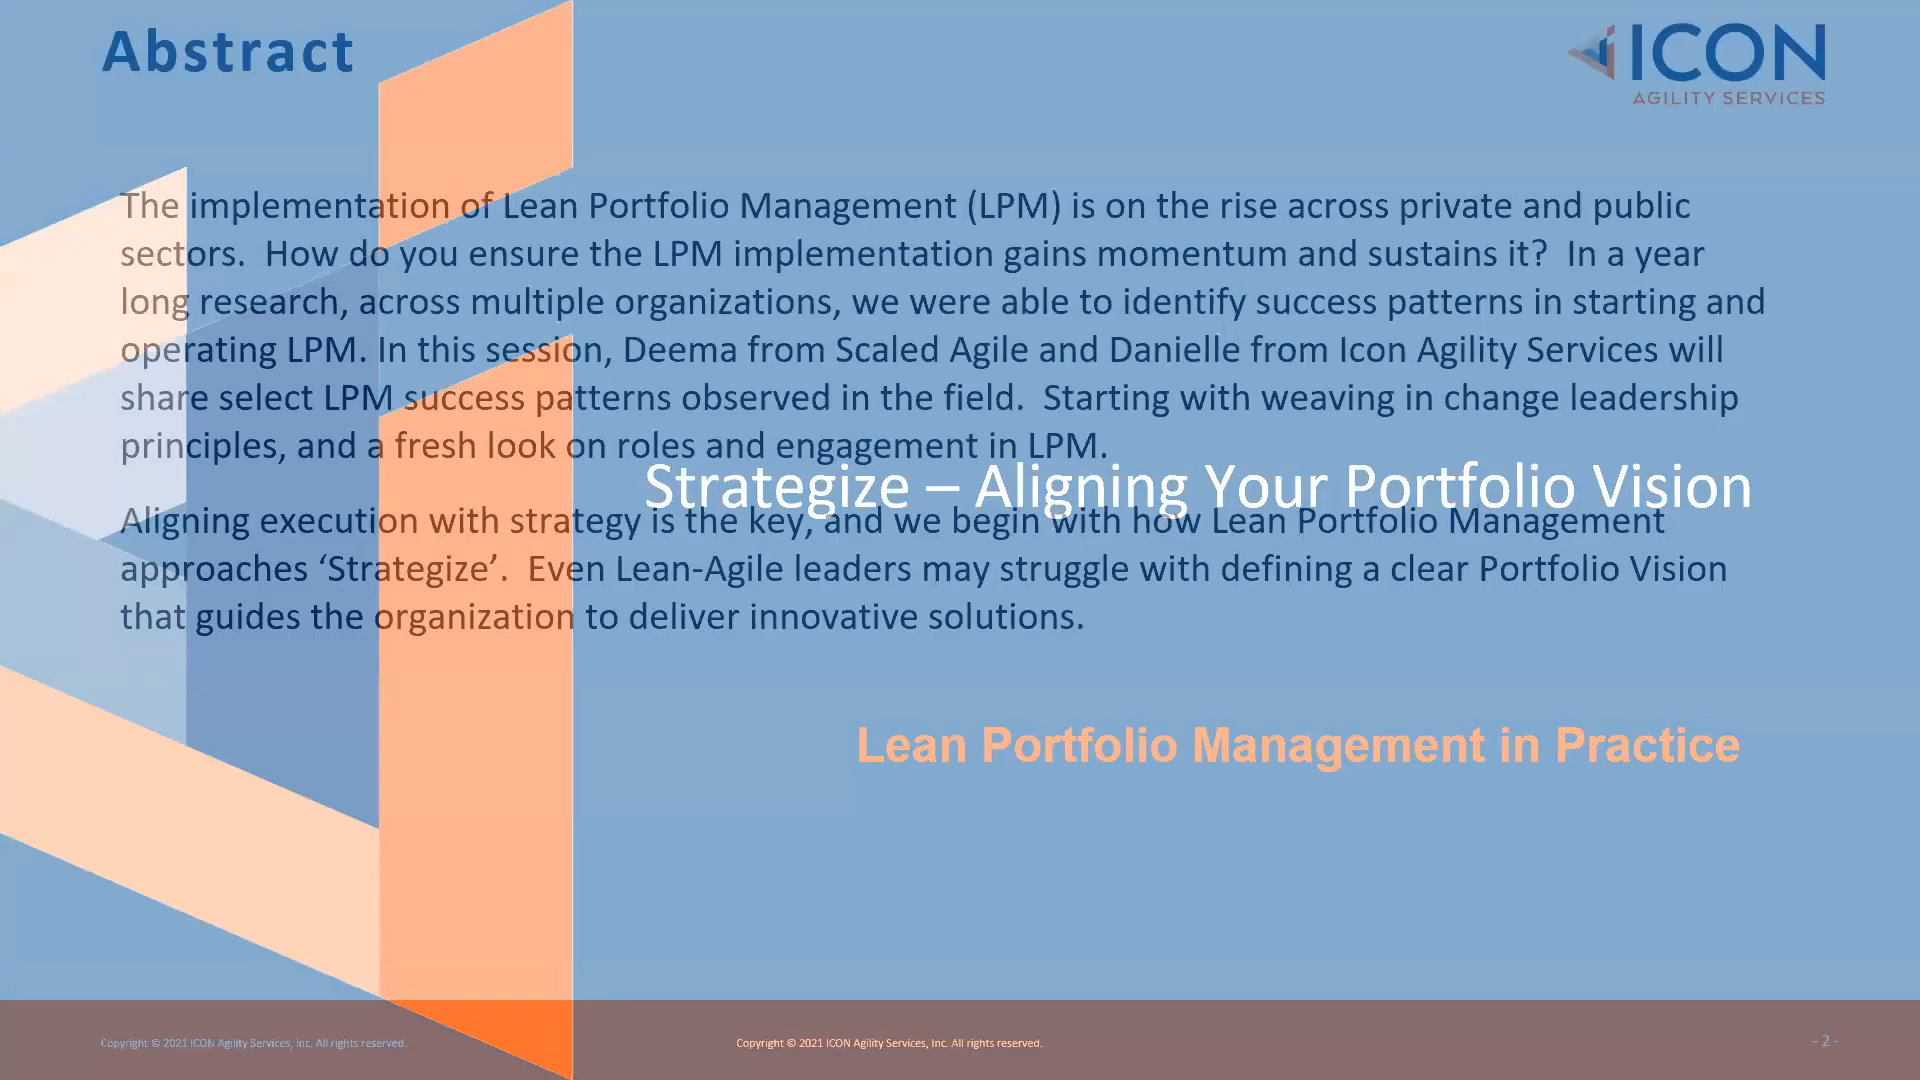 Abstract
ICON
AGILITY SERVICES
The implementation of Lean Portfolio Management (LPM) is on the rise across private and public
sectors.  How do you ensure the LPM implementation gains momentum and sustains it?  In a year
long research, across multiple organizations, we were able to identify success patterns in starting and
operating LPM. In this session, Deema from Scaled Agile and Danielle from Icon Agility Services will
share select LPM success patterns observed in the field.  Starting with weaving in change leadership
principles, and a fresh look on roles and engagement in LPM.
Strategize – Aligning Your Portfolio Vision
Aligning execution with strategy is the key, and we begin with how Lean Portfolio Management
approaches ‘Strategize’.  Even Lean-Agile leaders may struggle with defining a clear Portfolio Vision
that guides the organization to deliver innovative solutions.
Lean Portfolio Management in Practice
Copyright © 2021 ICON Agility Services, Inc. All rights reserved.
Copyright © 2021 ICON Agility Services, Inc. All rights reserved.
- 2 -